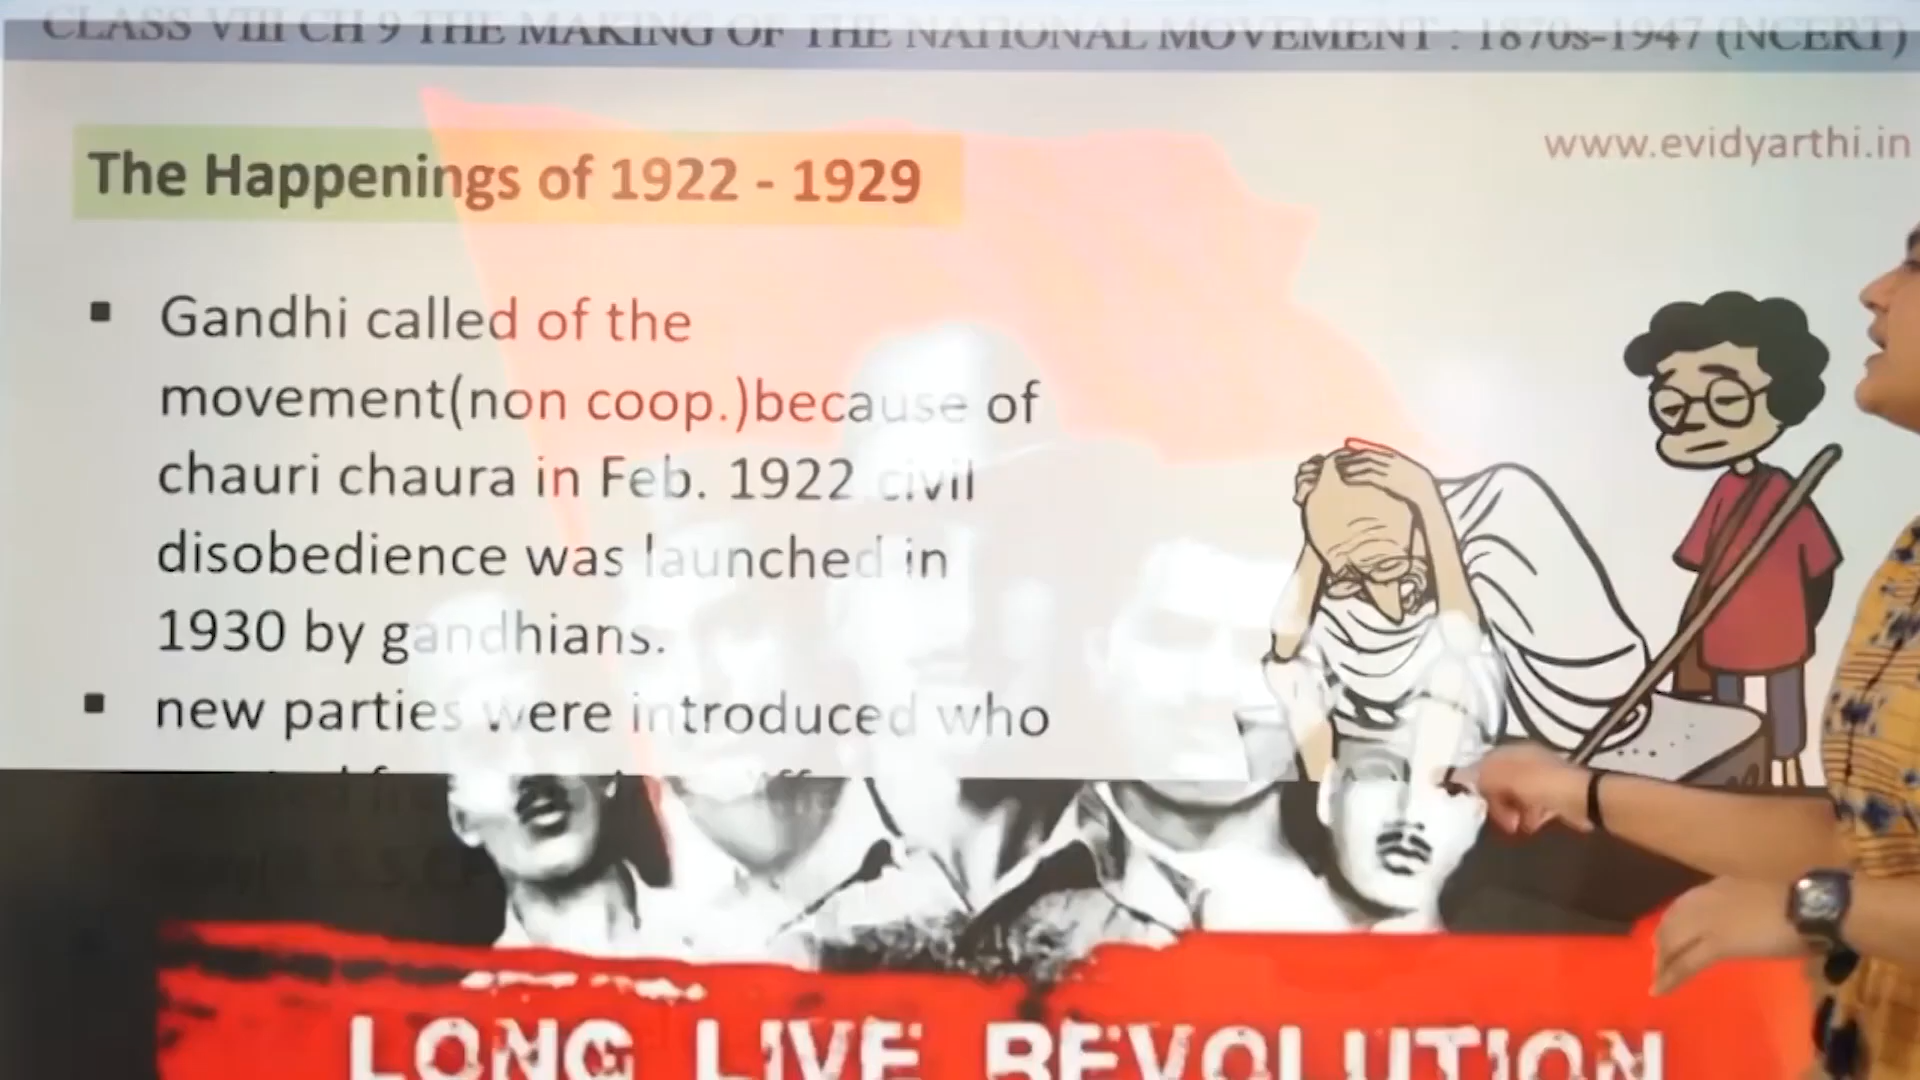 CLASS VIII CH 9 THE MAKING OF THE NATIONAL MOVEMENT : 1870s-1947 (NCERT)
www.evidyarthi.in
The Happenings of 1922 - 1929
▪ Gandhi called of the
movement(non coop.)because of
chauri chaura in Feb. 1922 civil
disobedience was launched in
1930 by gandhians.
▪ new parties were introduced who
LONG LIVE REVOLUTION